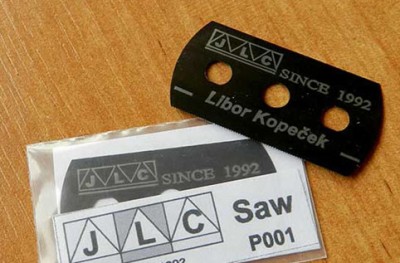 JLC
SINCE 1992
Libor Kopeček
JLC
SINCE 1992
JLC
Saw
P001